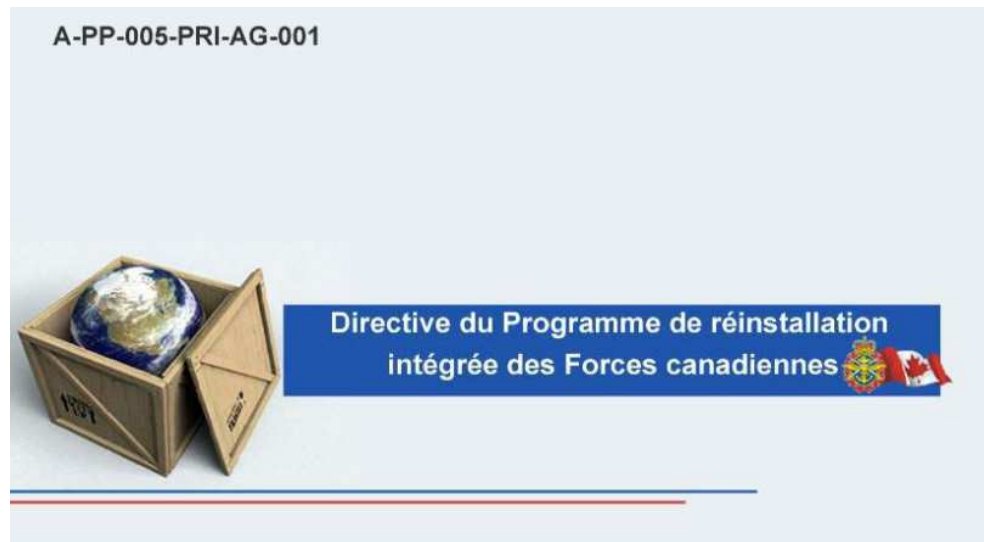 A-PP-005-PRI-AG-001
Directive du Programme de réinstallation
intégrée des Forces canadiennes